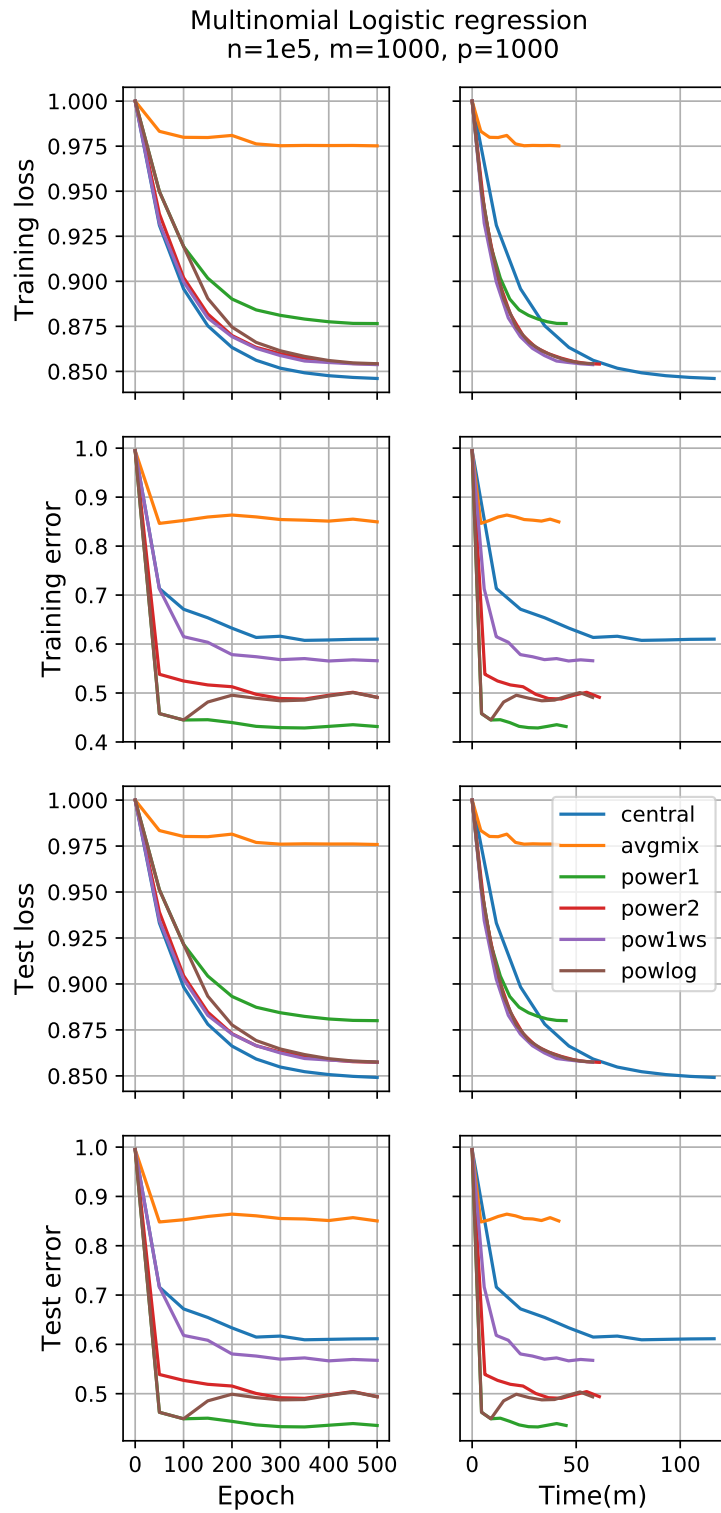 Multinomial Logistic regression
n=1e5, m=1000, p=1000
Training loss
1.000
0.975
0.950
0.925
0.900
0.875
0.850
Training error
1.0
0.9
0.8
0.7
0.6
0.5
0.4
Test loss
1.000
0.975
0.950
0.925
0.900
0.875
0.850
central
avgmix
power1
power2
pow1ws
powlog
Test error
1.0
0.9
0.8
0.7
0.6
0.5
0 100 200 300 400 500
Epoch
0 50 100
Time(m)